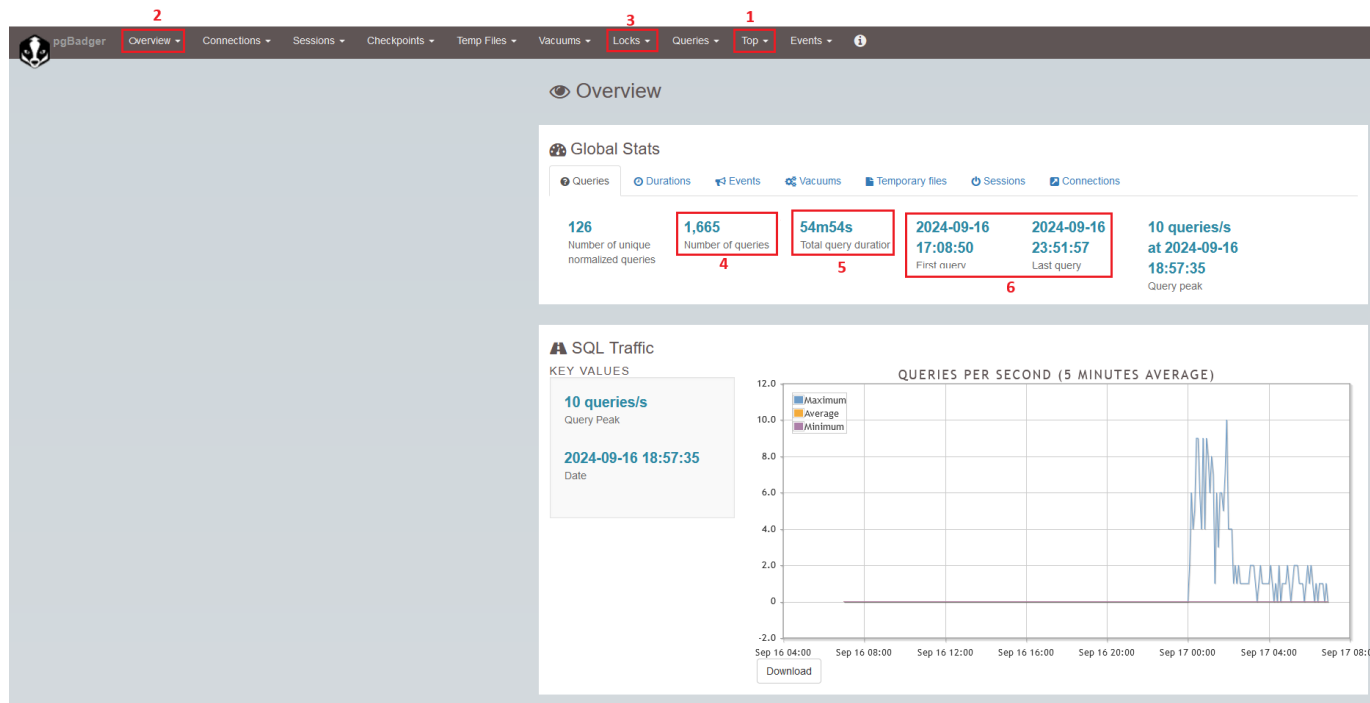 2 3 1
pgBadger Overview Connections Sessions Checkpoints Temp Files Vacuums Locks Queries Top Events
Overview
Global Stats
Queries Durations Events Vacuums Temporary files Sessions Connections
126
Number of unique
normalized queries
1,665
Number of queries
4
54m54s
Total query duration
5
2024-09-16
17:08:50
First query
2024-09-16
23:51:57
Last query
6
10 queries/s
at 2024-09-16
18:57:35
Query peak
SQL Traffic
KEY VALUES
10 queries/s
Query Peak
2024-09-16 18:57:35
Date
QUERIES PER SECOND (5 MINUTES AVERAGE)
Maximum
Average
Minimum
12.0
10.0
8.0
6.0
4.0
2.0
0
-2.0
Sep 16 04:00 Sep 16 08:00 Sep 16 12:00 Sep 16 16:00 Sep 16 20:00 Sep 17 00:00 Sep 17 04:00 Sep 17 08:0
Download